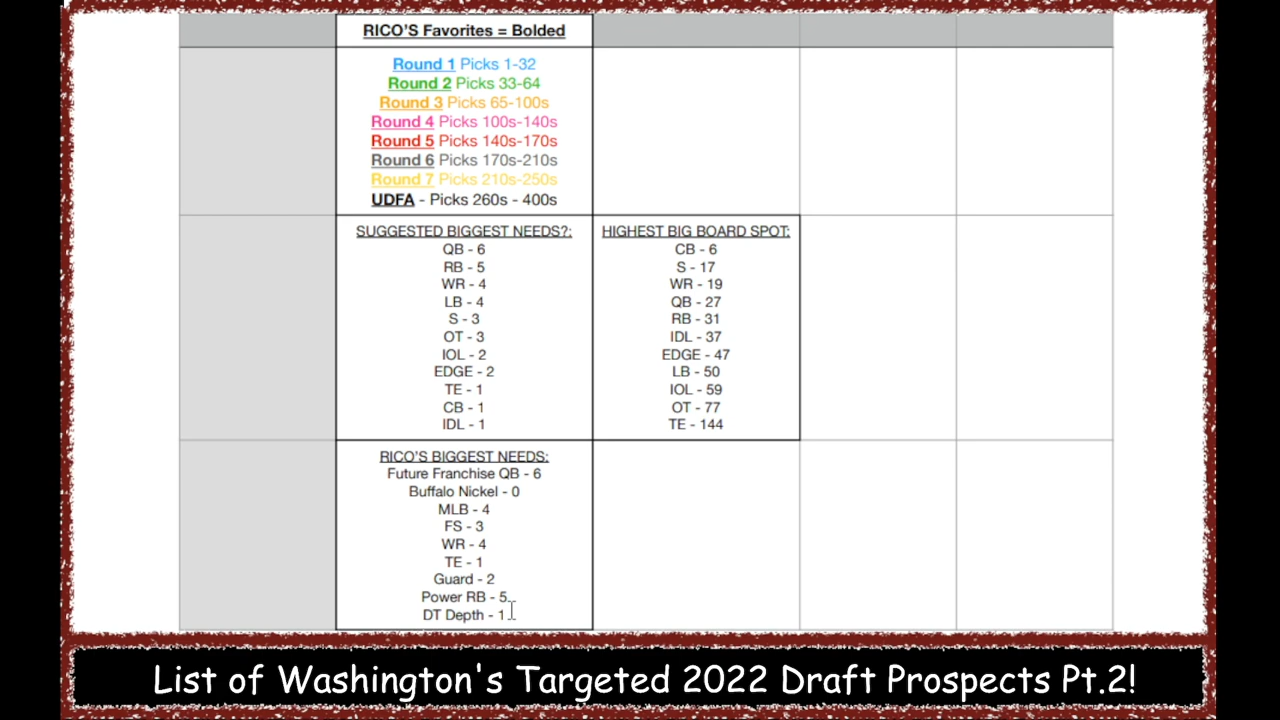 RICO'S Favorites = Bolded
Round 1 Picks 1-32
Round 2 Picks 33-64
Round 3 Picks 65-100s
Round 4 Picks 100s-140s
Round 5 Picks 140s-170s
Round 6 Picks 170s-210s
Round 7 Picks 210s-250s
UDFA - Picks 260s - 400s
SUGGESTED BIGGEST NEEDS?:
QB - 6
RB - 5
WR - 4
LB - 4
S - 3
OT - 3
IOL - 2
EDGE - 2
TE - 1
CB - 1
IDL - 1
HIGHEST BIG BOARD SPOT:
CB - 6
S - 17
WR - 19
QB - 27
RB - 31
IDL - 37
EDGE - 47
LB - 50
IOL - 59
OT - 77
TE - 144
RICO'S BIGGEST NEEDS:
Future Franchise QB - 6
Buffalo Nickel - 0
MLB - 4
FS - 3
WR - 4
TE - 1
Guard - 2
Power RB - 5
DT Depth - 1
List of Washington's Targeted 2022 Draft Prospects Pt.2!